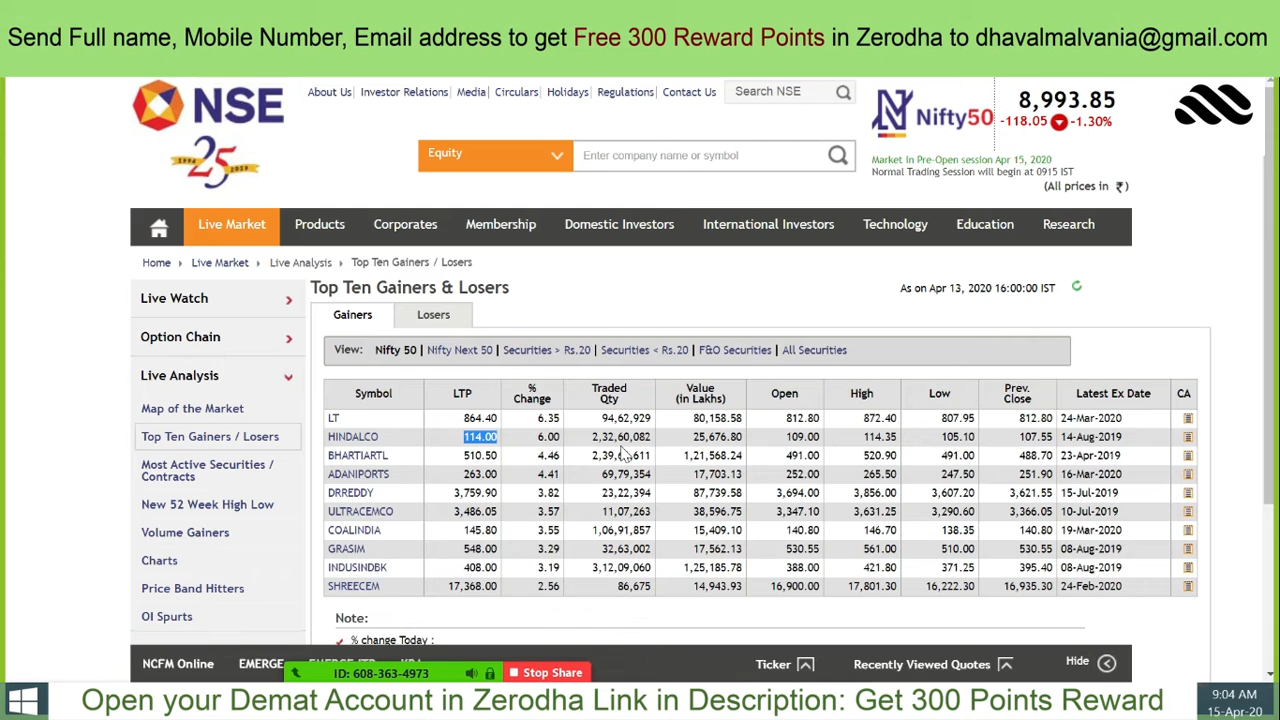 Send Full name, Mobile Number, Email address to get Free 300 Reward Points in Zerodha to dhavalmalvania@gmail.com
NSE
25
About Us| Investor Relations| Media| Circulars| Holidays| Regulations| Contact Us
Search NSE
Equity
Enter company name or symbol
Nifty50
8,993.85
-118.05 -1.30%
Market In Pre-Open session Apr 15, 2020
Normal Trading Session will begin at 0915 IST
(All prices in ₹)
Live Market Products Corporates Membership Domestic Investors International Investors Technology Education Research
Home Live Market Live Analysis Top Ten Gainers / Losers
Live Watch
Option Chain
Live Analysis
Map of the Market
Top Ten Gainers / Losers
Most Active Securities / Contracts
New 52 Week High Low
Volume Gainers
Charts
Price Band Hitters
OI Spurts
Top Ten Gainers & Losers
As on Apr 13, 2020 16:00:00 IST
Gainers Losers
View: Nifty 50 | Nifty Next 50 | Securities > Rs.20 | Securities < Rs.20 | F&O Securities | All Securities
Symbol LTP % Change Traded Qty Value (in Lakhs) Open High Low Prev. Close Latest Ex Date CA
LT 864.40 6.35 94,62,929 80,158.58 812.80 872.40 807.95 812.80 24-Mar-2020
HINDALCO 114.00 6.00 2,32,60,082 25,676.80 109.00 114.35 105.10 107.55 14-Aug-2019
BHARTIARTL 510.50 4.46 1,21,568.24 491.00 520.90 491.00 488.70 23-Apr-2019
ADANIPORTS 263.00 4.41 69,79,354 17,703.13 252.00 265.50 247.50 251.90 16-Mar-2020
DRREDDY 3,759.90 3.82 23,22,394 87,739.58 3,694.00 3,856.00 3,607.20 3,621.55 15-Jul-2019
ULTRACEMCO 3,486.05 3.57 11,07,263 38,596.75 3,347.10 3,631.25 3,290.60 3,366.05 10-Jul-2019
COALINDIA 145.80 3.55 1,06,91,857 15,409.10 140.80 146.70 138.35 140.80 19-Mar-2020
GRASIM 548.00 3.29 32,63,002 17,562.13 530.55 561.00 510.00 530.55 08-Aug-2019
INDUSINDBK 408.00 3.19 3,12,09,060 1,25,185.78 388.00 421.80 371.25 395.40 08-Aug-2019
SHREECEM 17,368.00 2.56 86,675 14,943.93 16,900.00 17,801.30 16,222.30 16,935.30 24-Feb-2020
Note:
% change Today :
NCFM Online EMERGE
Ticker Recently Viewed Quotes Hide
ID: 608-363-4973 Stop Share
Open your Demat Account in Zerodha Link in Description: Get 300 Points Reward
9:04 AM
15-Apr-20